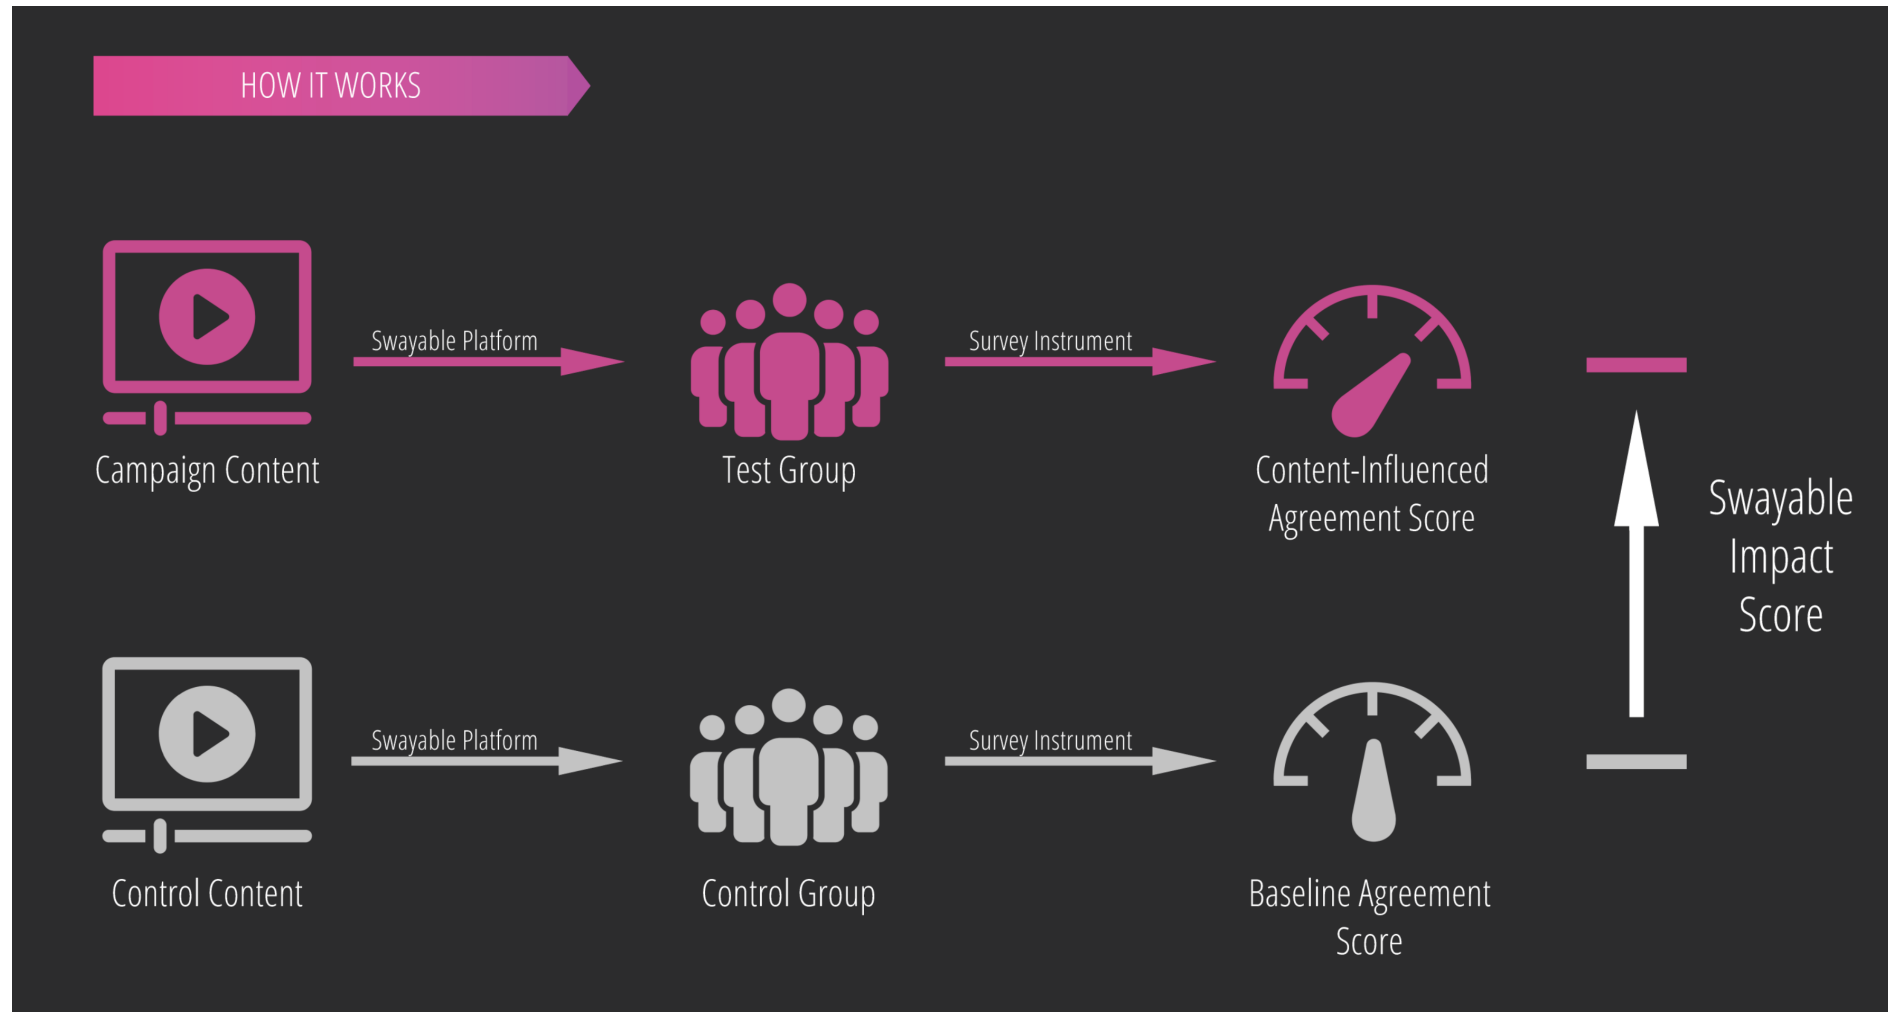 HOW IT WORKS
Swayable Platform
Survey Instrument
Campaign Content
Test Group
Content-Influenced
Agreement Score
Swayable
Impact
Score
Swayable Platform
Survey Instrument
Control Content
Control Group
Baseline Agreement
Score